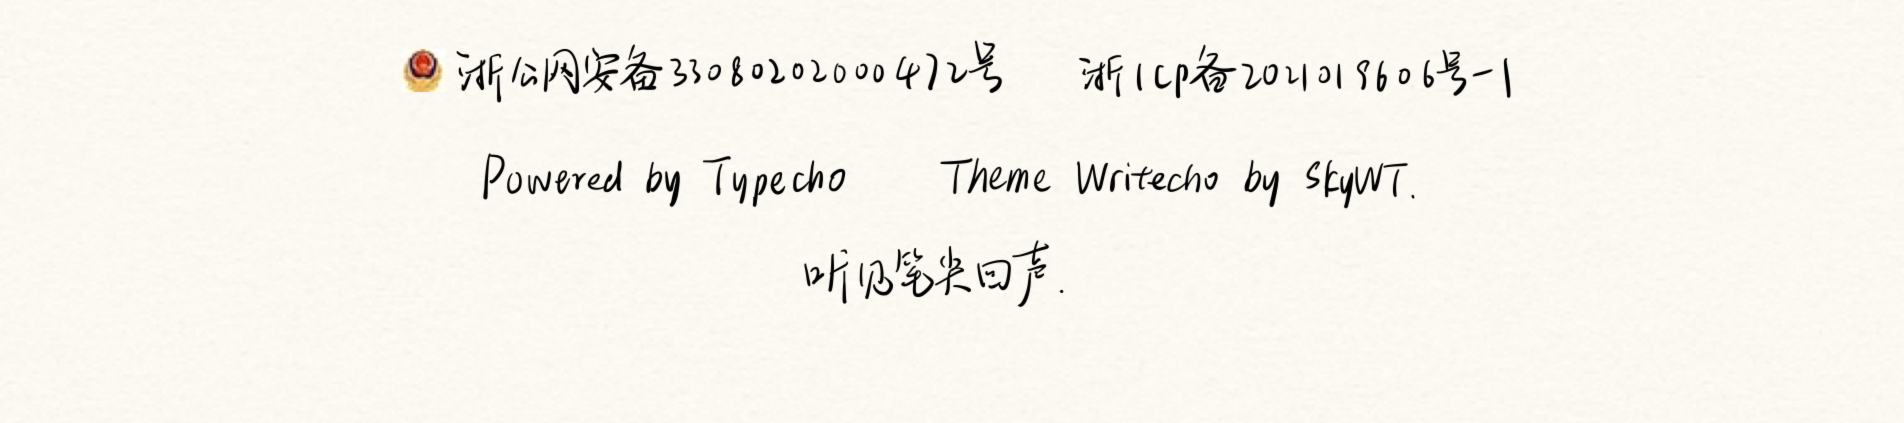 浙公网安备33080202000472号 浙ICP备2021019606号-1
Powered by Typecho Theme Writecho by SkyWT.
听见笔尖回声.